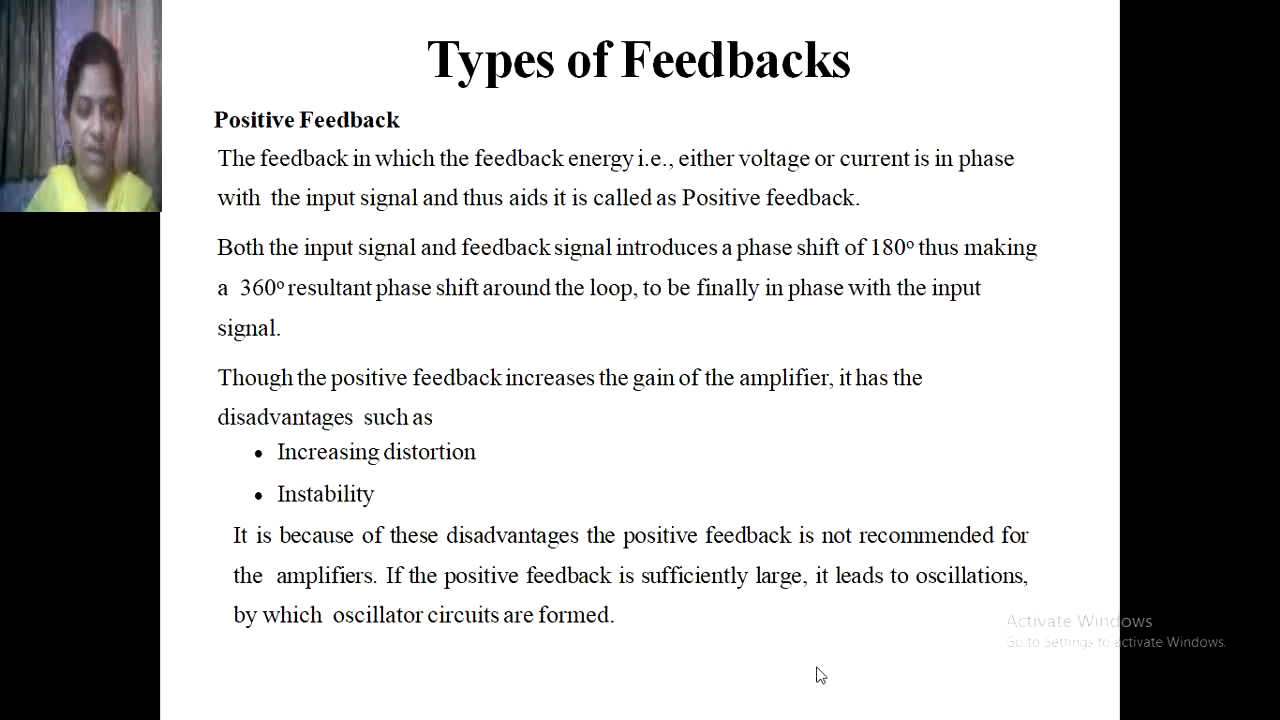 Types of Feedbacks
Positive Feedback
The feedback in which the feedback energy i.e., either voltage or current is in phase
with the input signal and thus aids it is called as Positive feedback.
Both the input signal and feedback signal introduces a phase shift of 180º thus making
a 360º resultant phase shift around the loop, to be finally in phase with the input
signal.
Though the positive feedback increases the gain of the amplifier, it has the
disadvantages such as
• Increasing distortion
• Instability
It is because of these disadvantages the positive feedback is not recommended for
the amplifiers. If the positive feedback is sufficiently large, it leads to oscillations,
by which oscillator circuits are formed.
Activate Windows
Go to Settings to activate Windows.